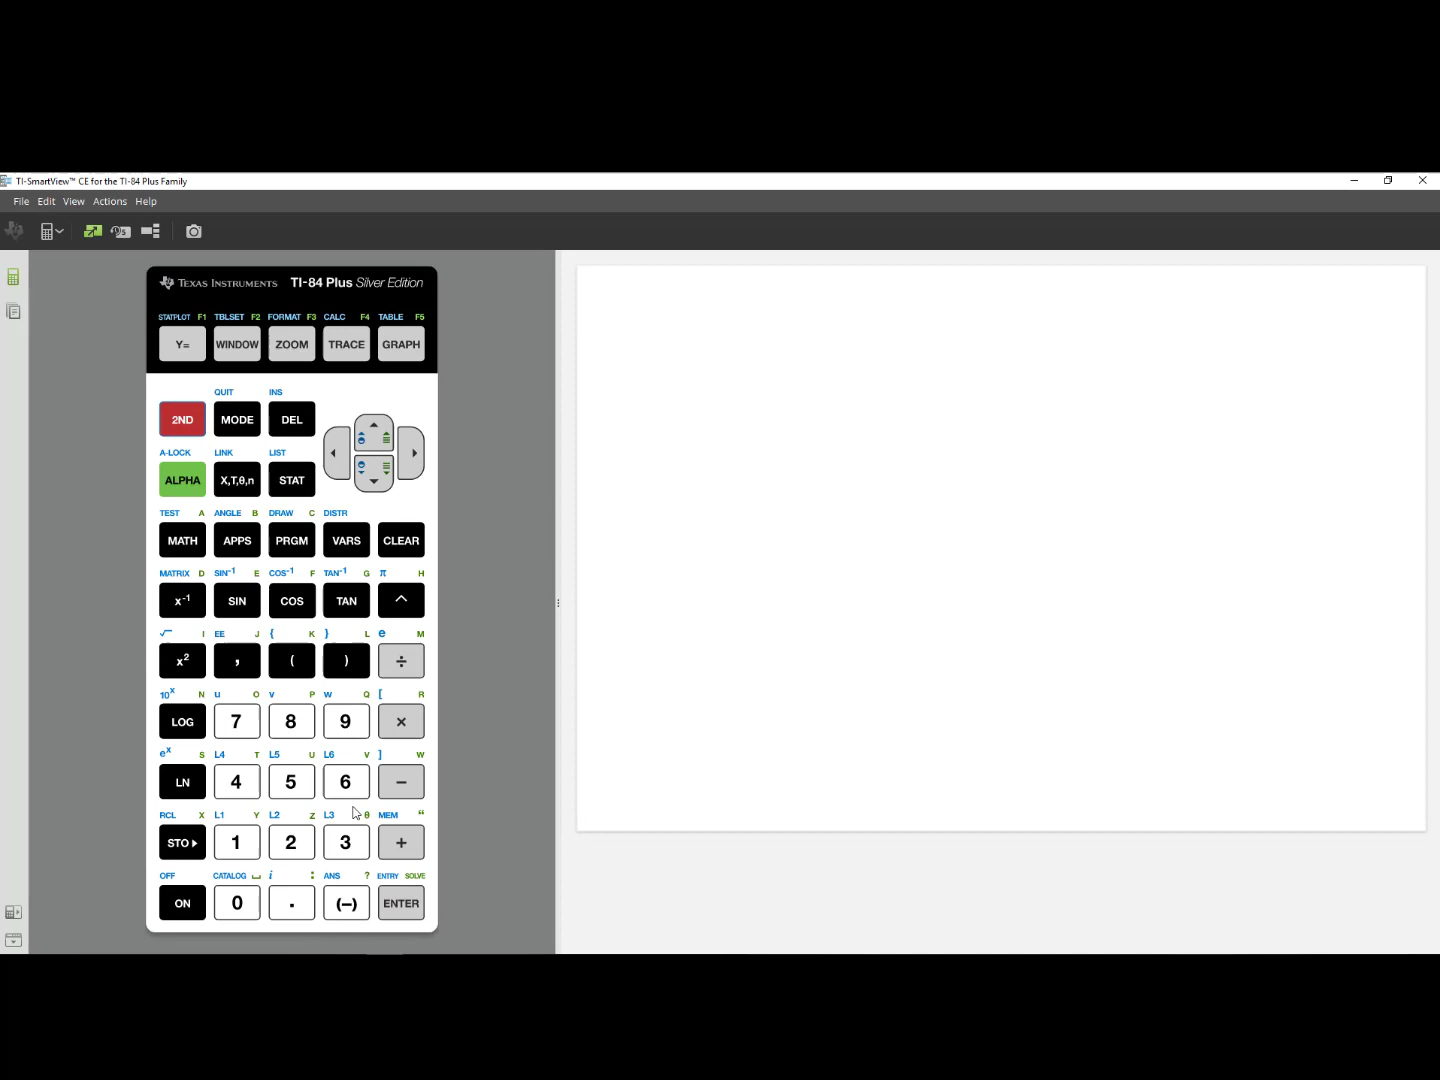 TI-SmartView™ CE for the TI-84 Plus Family
File Edit View Actions Help
TEXAS INSTRUMENTS TI-84 Plus Silver Edition
STATPLOT F1 TBLSET F2 FORMAT F3 CALC F4 TABLE F5
Y= WINDOW ZOOM TRACE GRAPH
QUIT INS
2ND MODE DEL
A-LOCK LINK LIST
ALPHA X,T,θ,n STAT
TEST A ANGLE B DRAW C DISTR
MATH APPS PRGM VARS CLEAR
MATRIX D SIN⁻¹ E COS⁻¹ F TAN⁻¹ G π H
x⁻¹ SIN COS TAN ^
√ I EE J { K } L e M
x² , ( ) ÷
10ˣ N u O v P w Q [ R
LOG 7 8 9 ×
eˣ S L4 T L5 U L6 V ] W
LN 4 5 6 −
RCL X L1 Y L2 Z L3 θ MEM “
STO▶ 1 2 3 +
OFF CATALOG ⎵ i : ANS ? ENTRY SOLVE
ON 0 . (−) ENTER